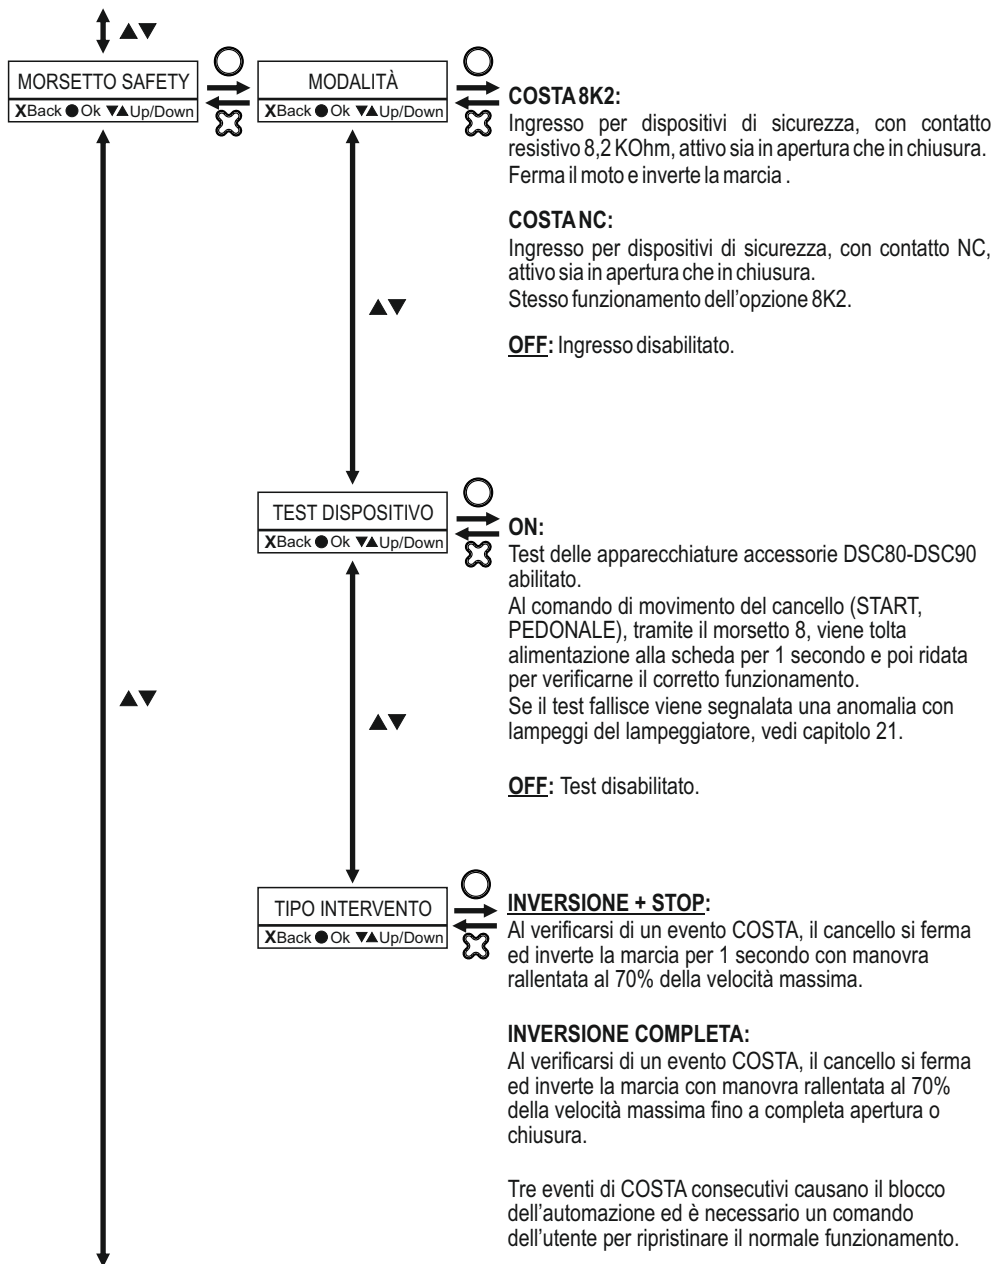 ▲▼
MORSETTO SAFETY
XBack ●Ok ▼▲Up/Down
MODALITÀ
XBack ●Ok ▼▲Up/Down
COSTA 8K2:
Ingresso per dispositivi di sicurezza, con contatto
resistivo 8,2 KOhm, attivo sia in apertura che in chiusura.
Ferma il moto e inverte la marcia .
COSTA NC:
Ingresso per dispositivi di sicurezza, con contatto NC,
attivo sia in apertura che in chiusura.
Stesso funzionamento dell'opzione 8K2.
OFF: Ingresso disabilitato.
▲▼
TEST DISPOSITIVO
XBack ●Ok ▼▲Up/Down
ON:
Test delle apparecchiature accessorie DSC80-DSC90
abilitato.
Al comando di movimento del cancello (START,
PEDONALE), tramite il morsetto 8, viene tolta
alimentazione alla scheda per 1 secondo e poi ridata
per verificarne il corretto funzionamento.
Se il test fallisce viene segnalata una anomalia con
lampeggi del lampeggiatore, vedi capitolo 21.
OFF: Test disabilitato.
▲▼
▲▼
TIPO INTERVENTO
XBack ●Ok ▼▲Up/Down
INVERSIONE + STOP:
Al verificarsi di un evento COSTA, il cancello si ferma
ed inverte la marcia per 1 secondo con manovra
rallentata al 70% della velocità massima.
INVERSIONE COMPLETA:
Al verificarsi di un evento COSTA, il cancello si ferma
ed inverte la marcia con manovra rallentata al 70%
della velocità massima fino a completa apertura o
chiusura.
Tre eventi di COSTA consecutivi causano il blocco
dell'automazione ed è necessario un comando
dell'utente per ripristinare il normale funzionamento.